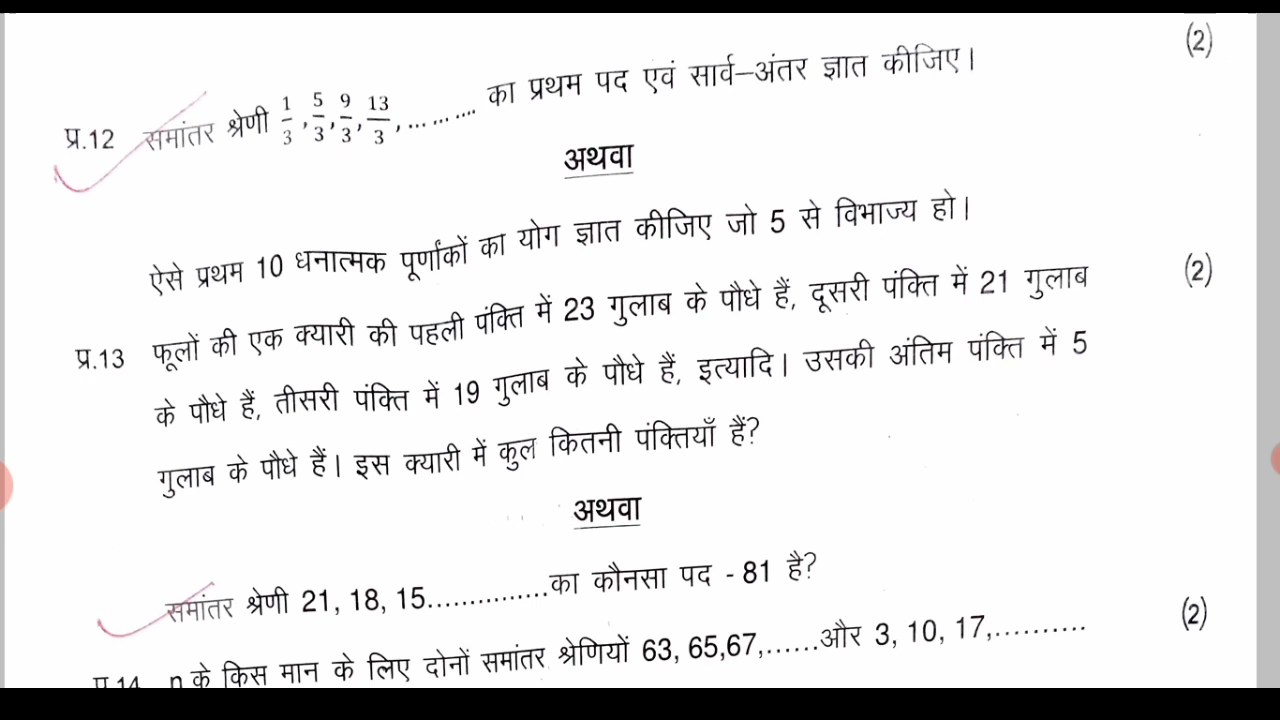 (2)
प्र.12 समांतर श्रेणी 1/3, 5/3, 9/3, 13/3, ... ... .... का प्रथम पद एवं सार्व–अंतर ज्ञात कीजिए।
अथवा
ऐसे प्रथम 10 धनात्मक पूर्णांकों का योग ज्ञात कीजिए जो 5 से विभाज्य हो।
प्र.13 फूलों की एक क्यारी की पहली पंक्ति में 23 गुलाब के पौधे हैं, दूसरी पंक्ति में 21 गुलाब (2)
के पौधे हैं, तीसरी पंक्ति में 19 गुलाब के पौधे हैं, इत्यादि। उसकी अंतिम पंक्ति में 5
गुलाब के पौधे हैं। इस क्यारी में कुल कितनी पंक्तियाँ हैं?
अथवा
समांतर श्रेणी 21, 18, 15...............का कौनसा पद - 81 है?
प्र.14 n के किस मान के लिए दोनों समांतर श्रेणियों 63, 65,67,......और 3, 10, 17,.......... (2)